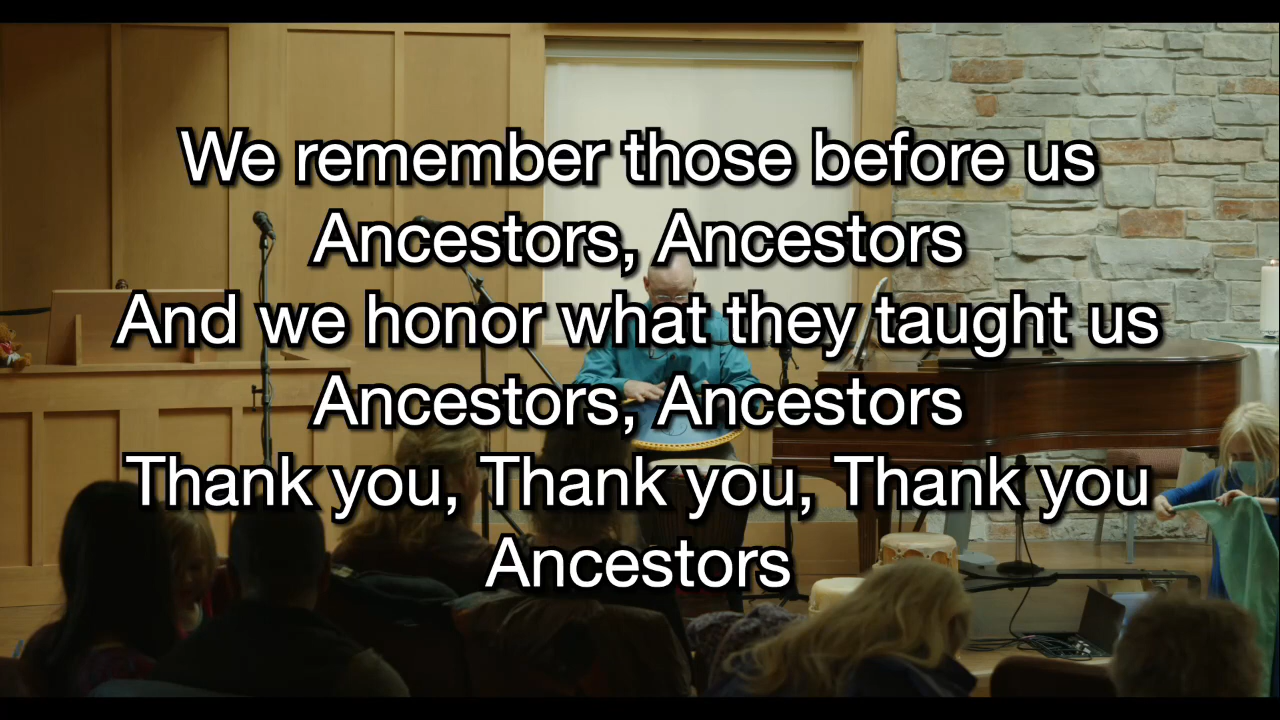 We remember those before us
Ancestors, Ancestors
And we honor what they taught us
Ancestors, Ancestors
Thank you, Thank you, Thank you
Ancestors